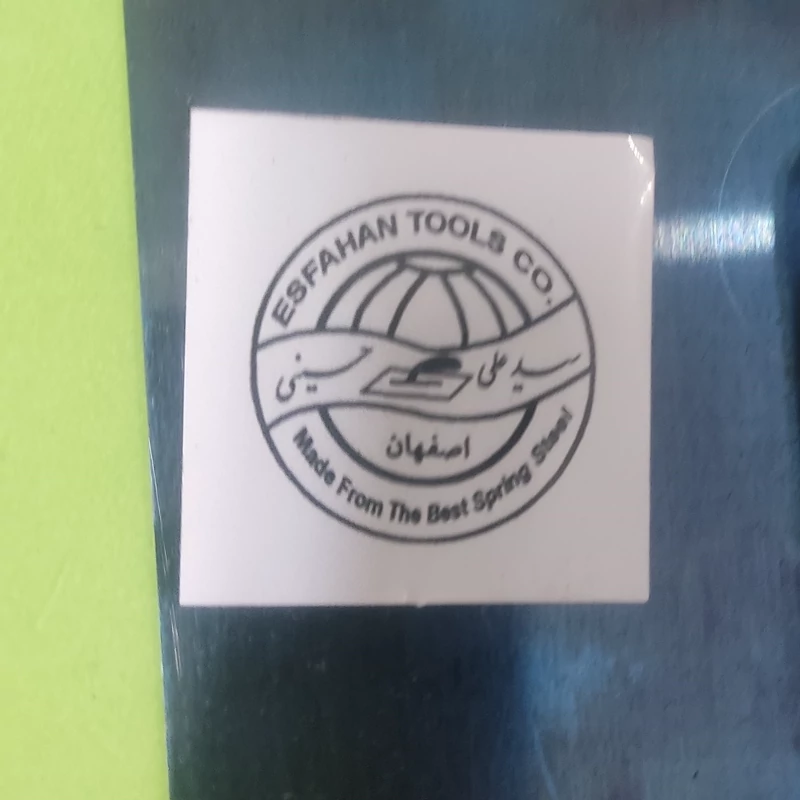 ESFAHAN TOOLS CO.
سید علی حسینی
اصفهان
Made From The Best Spring Steel